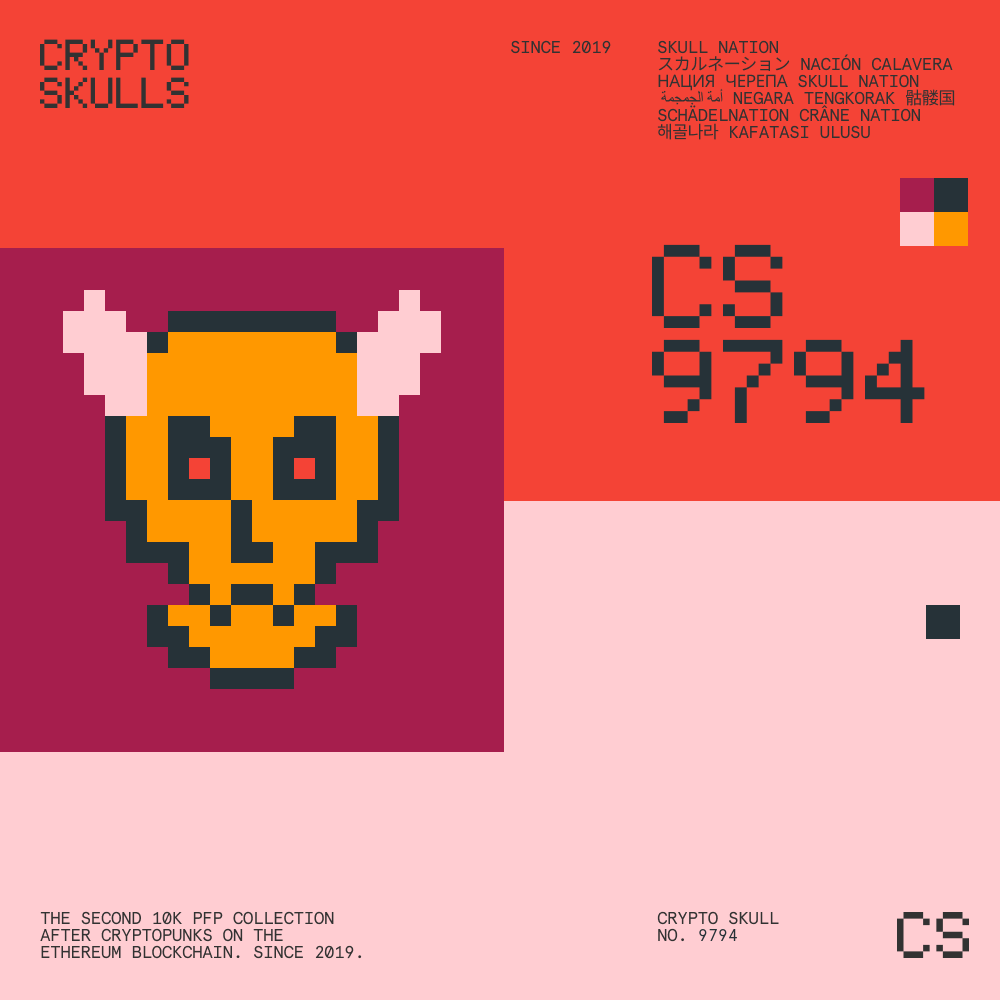 CRYPTO
SKULLS
SINCE 2019
SKULL NATION
スカルネーション NACIÓN CALAVERA
НАЦИЯ ЧЕРЕПА SKULL NATION
أمة الجمجمة NEGARA TENGKORAK 骷髅国
SCHÄDELNATION CRÂNE NATION
해골나라 KAFATASI ULUSU
CS
9794
THE SECOND 10K PFP COLLECTION
AFTER CRYPTOPUNKS ON THE
ETHEREUM BLOCKCHAIN. SINCE 2019.
CRYPTO SKULL
NO. 9794
CS